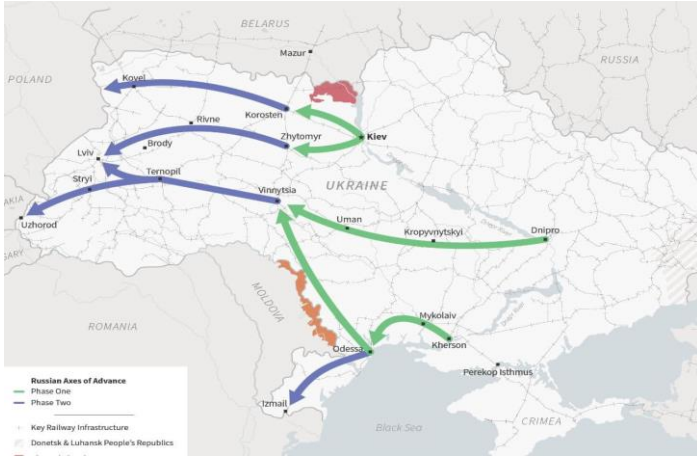 BELARUS
Mazur
RUSSIA
POLAND
Kovel
Korosten
Rivne
Kiev
Zhytomyr
Brody
Lviv
Ternopil
Stryi
UKRAINE
Vinnytsia
AKIA
Uzhorod
Uman
Dnipro
Kropyvnytskyi
GARY
MOLDOVA
Mykolaiv
ROMANIA
Kherson
Odessa
Perekop Isthmus
Russian Axes of Advance
Phase One
Phase Two
Izmail
CRIMEA
Black Sea
Key Railway Infrastructure
Donetsk & Luhansk People's Republics